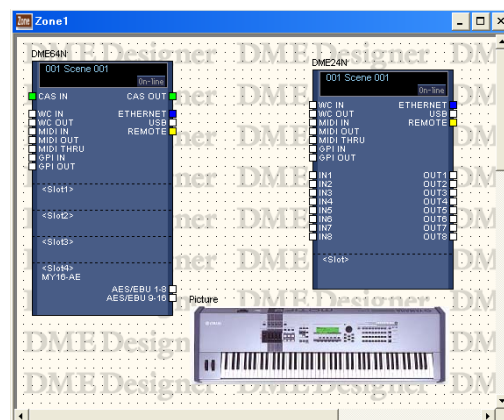 Zone1
DME64N
001 Scene 001
On-line
CAS IN CAS OUT
WC IN ETHERNET
WC OUT USB
MIDI IN REMOTE
MIDI OUT
MIDI THRU
GPI IN
GPI OUT
<Slot1>
<Slot2>
<Slot3>
<Slot4>
MY16-AE
AES/EBU 1-8
AES/EBU 9-16
DME24N
001 Scene 001
On-line
WC IN ETHERNET
WC OUT USB
MIDI IN REMOTE
MIDI OUT
MIDI THRU
GPI IN
GPI OUT
IN1 OUT1
IN2 OUT2
IN3 OUT3
IN4 OUT4
IN5 OUT5
IN6 OUT6
IN7 OUT7
IN8 OUT8
<Slot>
Picture
YAMAHA
DME Designer DME Designer DM